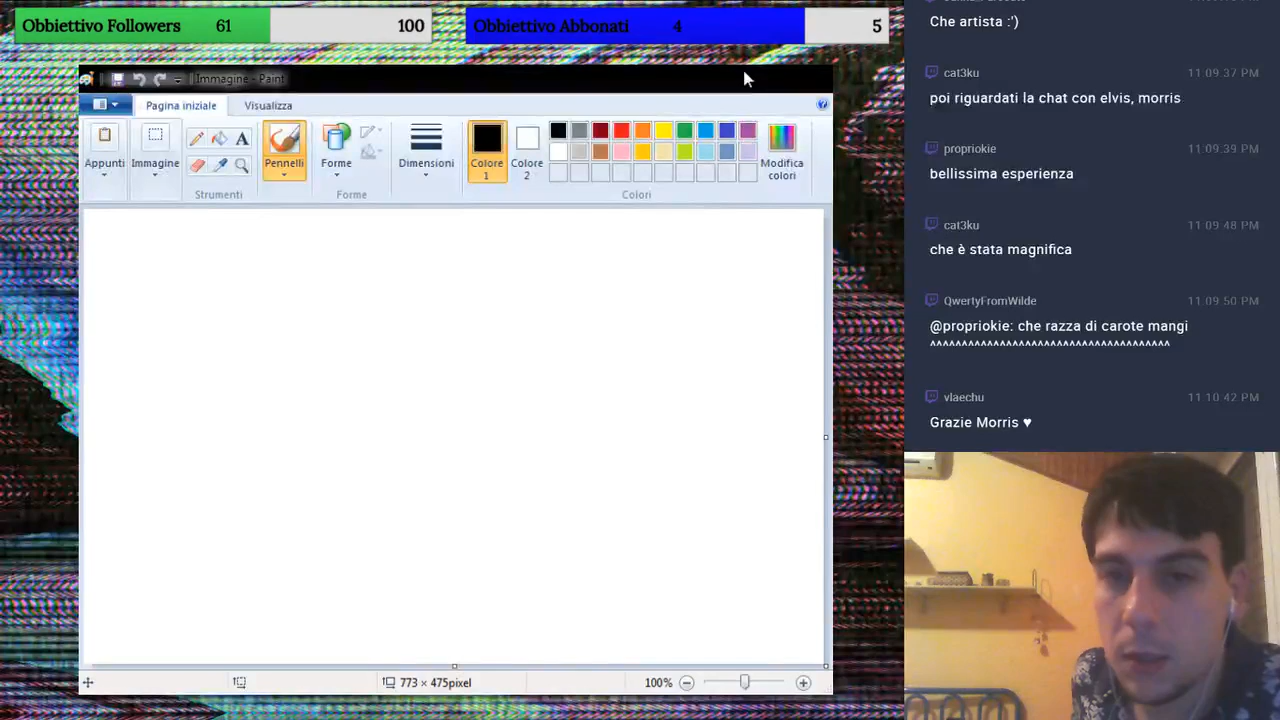 Obbiettivo Followers 61 100
Obbiettivo Abbonati 4 5
Immagine - Paint
Pagina iniziale Visualizza
Appunti
Immagine
Strumenti
Pennelli
Forme
Forme
Dimensioni
Colore 1
Colore 2
Modifica colori
Colori
773 × 475pixel
100%
Che artista :')
cat3ku 11:09:37 PM
poi riguardati la chat con elvis, morris
propriokie 11:09:39 PM
bellissima esperienza
cat3ku 11:09:48 PM
che è stata magnifica
QwertyFromWilde 11:09:50 PM
@propriokie: che razza di carote mangi
^^^^^^^^^^^^^^^^^^^^^^^^^^^^^^^^^^^^^^
vlaechu 11:10:42 PM
Grazie Morris ♥